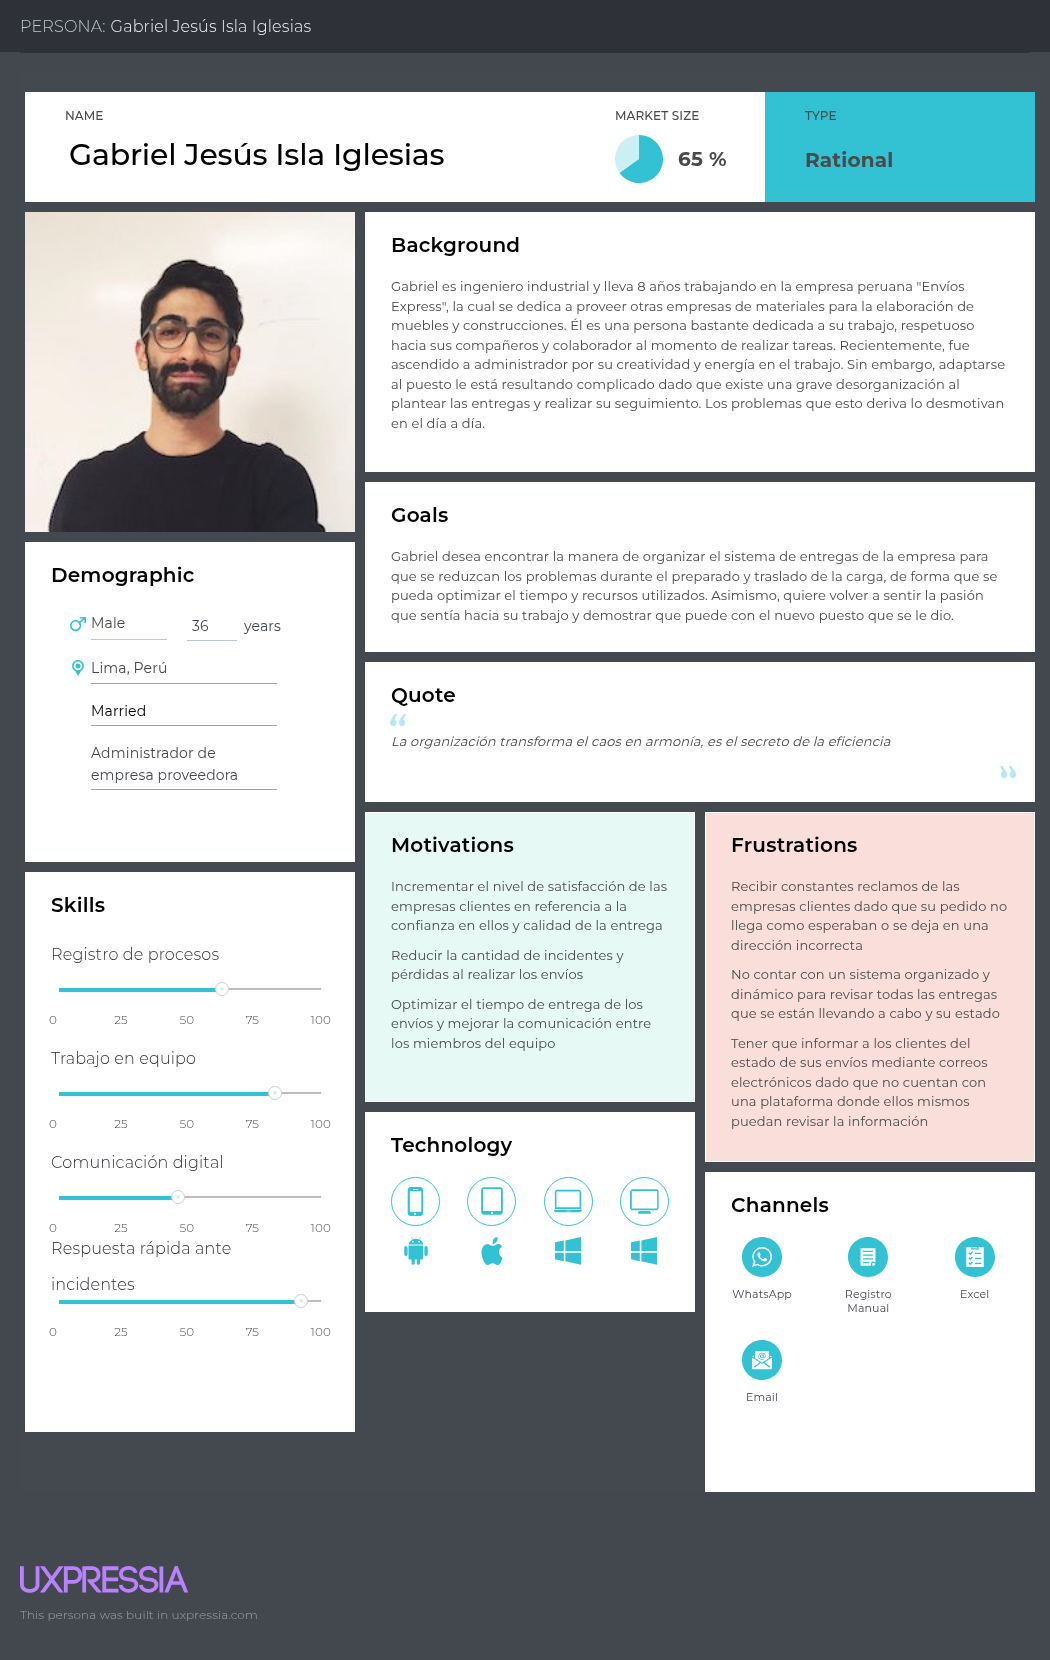 PERSONA: Gabriel Jesús Isla Iglesias
NAME
Gabriel Jesús Isla Iglesias
MARKET SIZE
65 %
TYPE
Rational
Background
Gabriel es ingeniero industrial y lleva 8 años trabajando en la empresa peruana "Envíos
Express", la cual se dedica a proveer otras empresas de materiales para la elaboración de
muebles y construcciones. Él es una persona bastante dedicada a su trabajo, respetuoso
hacia sus compañeros y colaborador al momento de realizar tareas. Recientemente, fue
ascendido a administrador por su creatividad y energía en el trabajo. Sin embargo, adaptarse
al puesto le está resultando complicado dado que existe una grave desorganización al
plantear las entregas y realizar su seguimiento. Los problemas que esto deriva lo desmotivan
en el día a día.
Goals
Gabriel desea encontrar la manera de organizar el sistema de entregas de la empresa para
que se reduzcan los problemas durante el preparado y traslado de la carga, de forma que se
pueda optimizar el tiempo y recursos utilizados. Asimismo, quiere volver a sentir la pasión
que sentía hacia su trabajo y demostrar que puede con el nuevo puesto que se le dio.
Demographic
Male
36 years
Lima, Perú
Married
Administrador de
empresa proveedora
Quote
“
La organización transforma el caos en armonía, es el secreto de la eficiencia
”
Skills
Registro de procesos
0 25 50 75 100
Trabajo en equipo
0 25 50 75 100
Comunicación digital
0 25 50 75 100
Respuesta rápida ante
incidentes
0 25 50 75 100
Motivations
Incrementar el nivel de satisfacción de las
empresas clientes en referencia a la
confianza en ellos y calidad de la entrega
Reducir la cantidad de incidentes y
pérdidas al realizar los envíos
Optimizar el tiempo de entrega de los
envíos y mejorar la comunicación entre
los miembros del equipo
Frustrations
Recibir constantes reclamos de las
empresas clientes dado que su pedido no
llega como esperaban o se deja en una
dirección incorrecta
No contar con un sistema organizado y
dinámico para revisar todas las entregas
que se están llevando a cabo y su estado
Tener que informar a los clientes del
estado de sus envíos mediante correos
electrónicos dado que no cuentan con
una plataforma donde ellos mismos
puedan revisar la información
Technology
Channels
WhatsApp
Registro
Manual
Excel
Email
UXPRESSIA
This persona was built in uxpressia.com